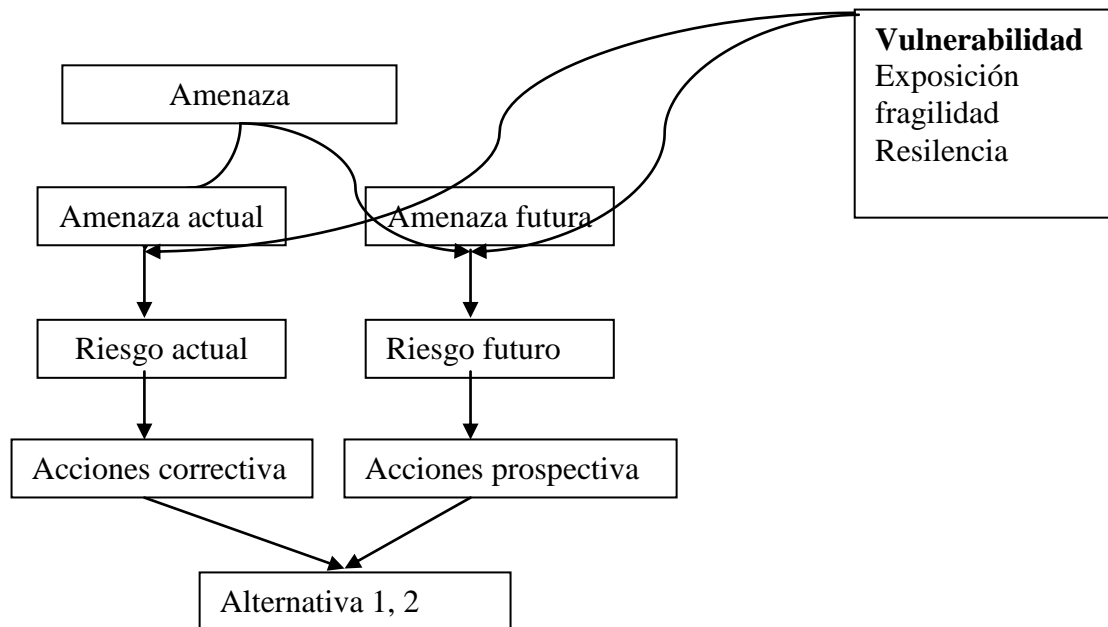 Vulnerabilidad
Exposición
fragilidad
Resilencia
Amenaza
Amenaza actual
Amenaza futura
Riesgo actual
Riesgo futuro
Acciones correctiva
Acciones prospectiva
Alternativa 1, 2